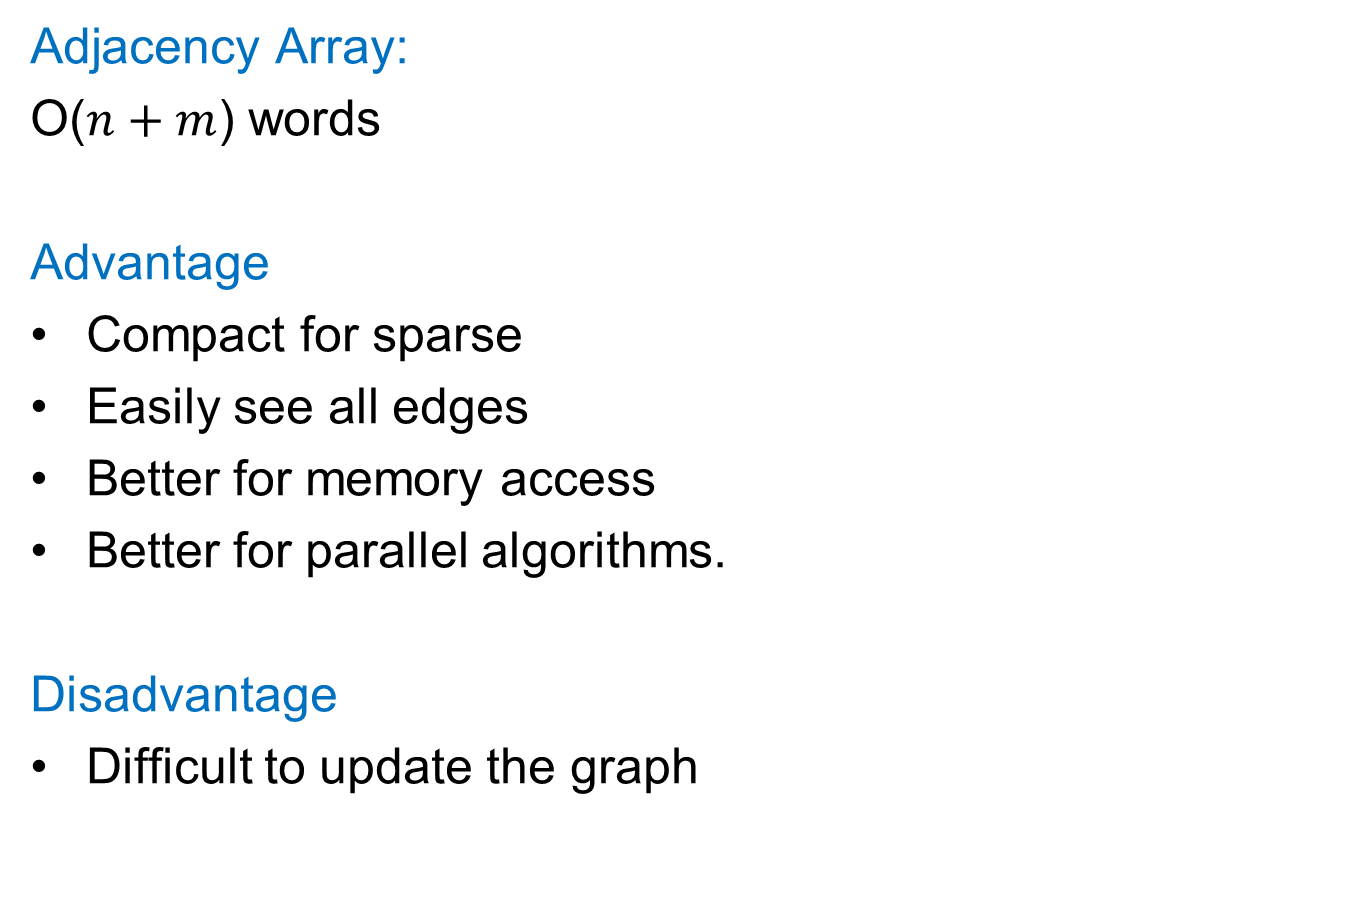 Adjacency Array:
O(𝑛 + 𝑚) words
Advantage
• Compact for sparse
• Easily see all edges
• Better for memory access
• Better for parallel algorithms.
Disadvantage
• Difficult to update the graph